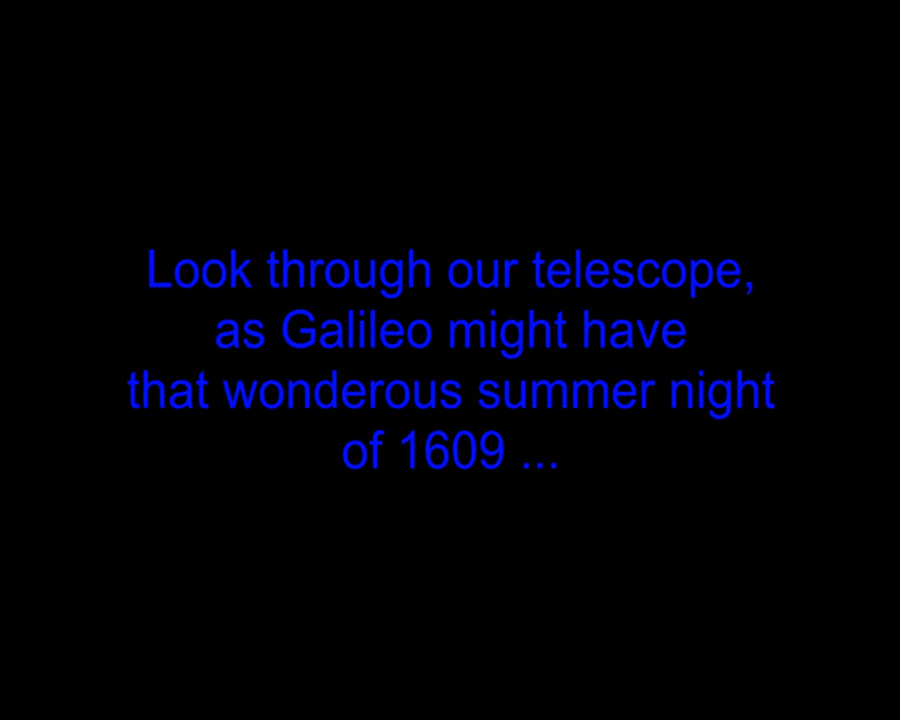 Look through our telescope,
as Galileo might have
that wonderous summer night
of 1609 ...